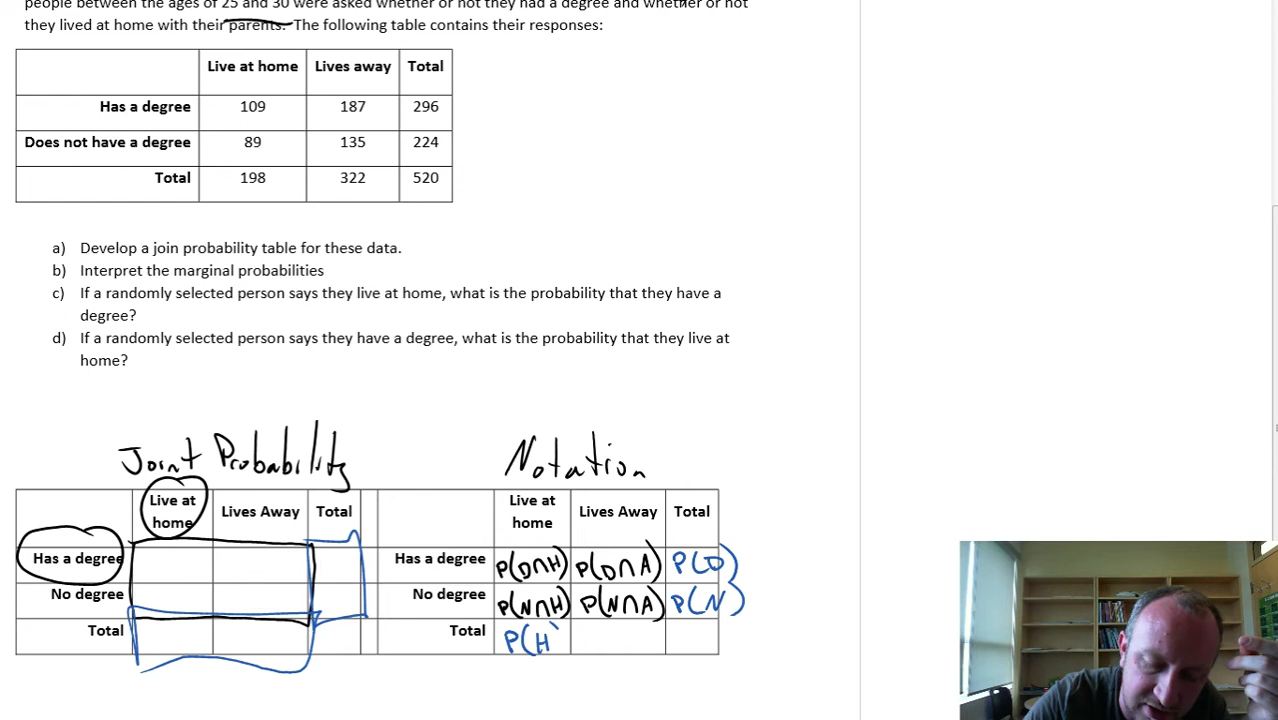 people between the ages of 25 and 30 were asked whether or not they had a degree and whether or not
they lived at home with their parents. The following table contains their responses:
Live at home Lives away Total
Has a degree 109 187 296
Does not have a degree 89 135 224
Total 198 322 520
a) Develop a join probability table for these data.
b) Interpret the marginal probabilities
c) If a randomly selected person says they live at home, what is the probability that they have a
degree?
d) If a randomly selected person says they have a degree, what is the probability that they live at
home?
Joint Probability Notation
Live at home Lives Away Total Live at home Lives Away Total
Has a degree Has a degree P(D∩H) P(D∩A) P(D)
No degree No degree P(N∩H) P(N∩A) P(N)
Total Total P(H